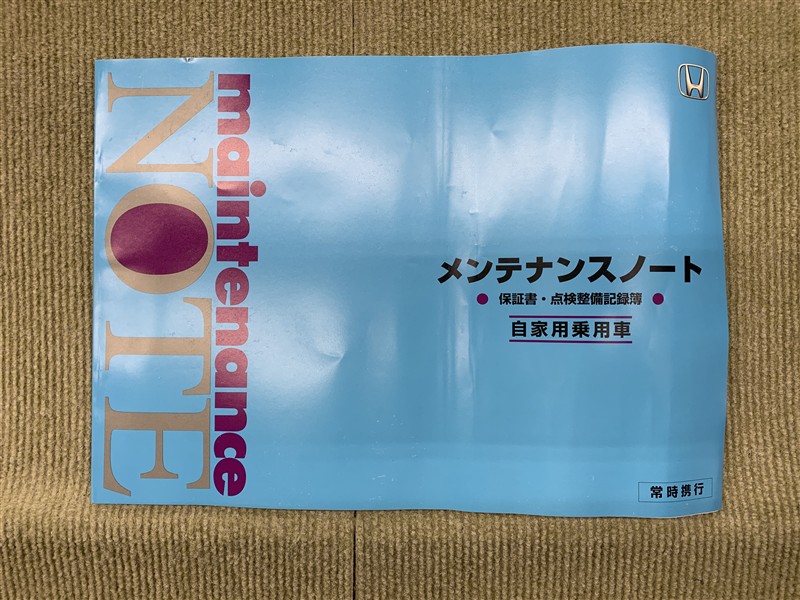 maintenance
NOTE
メンテナンスノート
● 保証書・点検整備記録簿 ●
自家用乗用車
常時携行